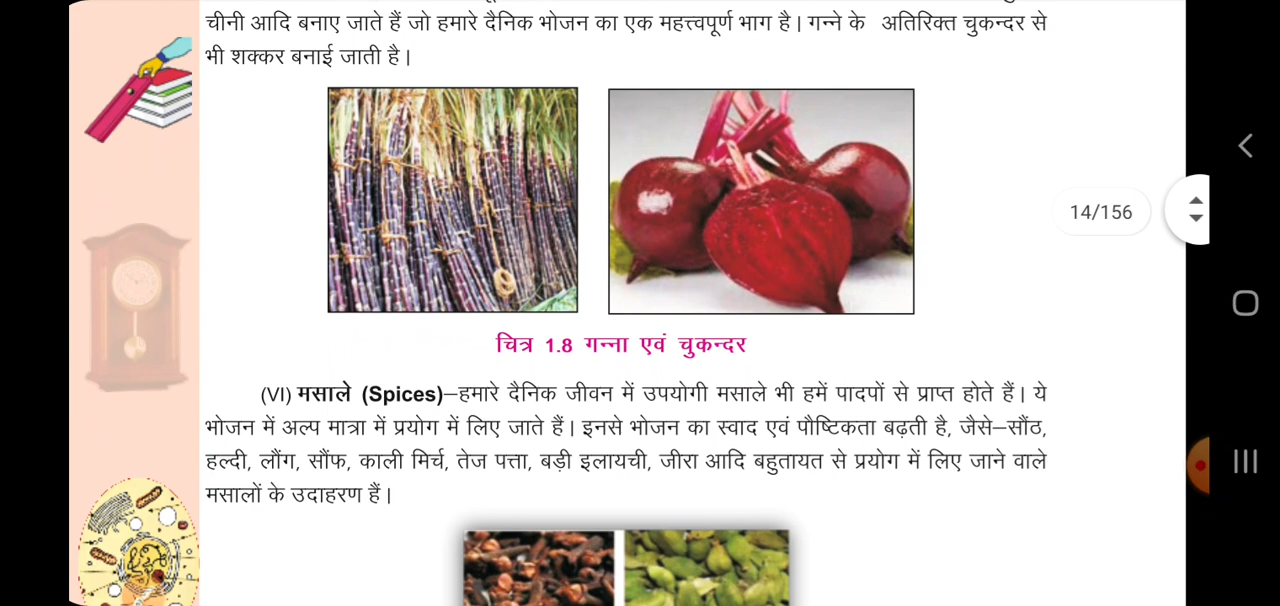 चीनी आदि बनाए जाते हैं जो हमारे दैनिक भोजन का एक महत्त्वपूर्ण भाग है। गन्ने के अतिरिक्त चुकन्दर से
भी शक्कर बनाई जाती है।
14/156
चित्र 1.8 गन्ना एवं चुकन्दर
(VI) मसाले (Spices)–हमारे दैनिक जीवन में उपयोगी मसाले भी हमें पादपों से प्राप्त होते हैं। ये
भोजन में अल्प मात्रा में प्रयोग में लिए जाते हैं। इनसे भोजन का स्वाद एवं पौष्टिकता बढ़ती है, जैसे–सौंठ,
हल्दी, लौंग, सौंफ, काली मिर्च, तेज पत्ता, बड़ी इलायची, जीरा आदि बहुतायत से प्रयोग में लिए जाने वाले
मसालों के उदाहरण हैं।